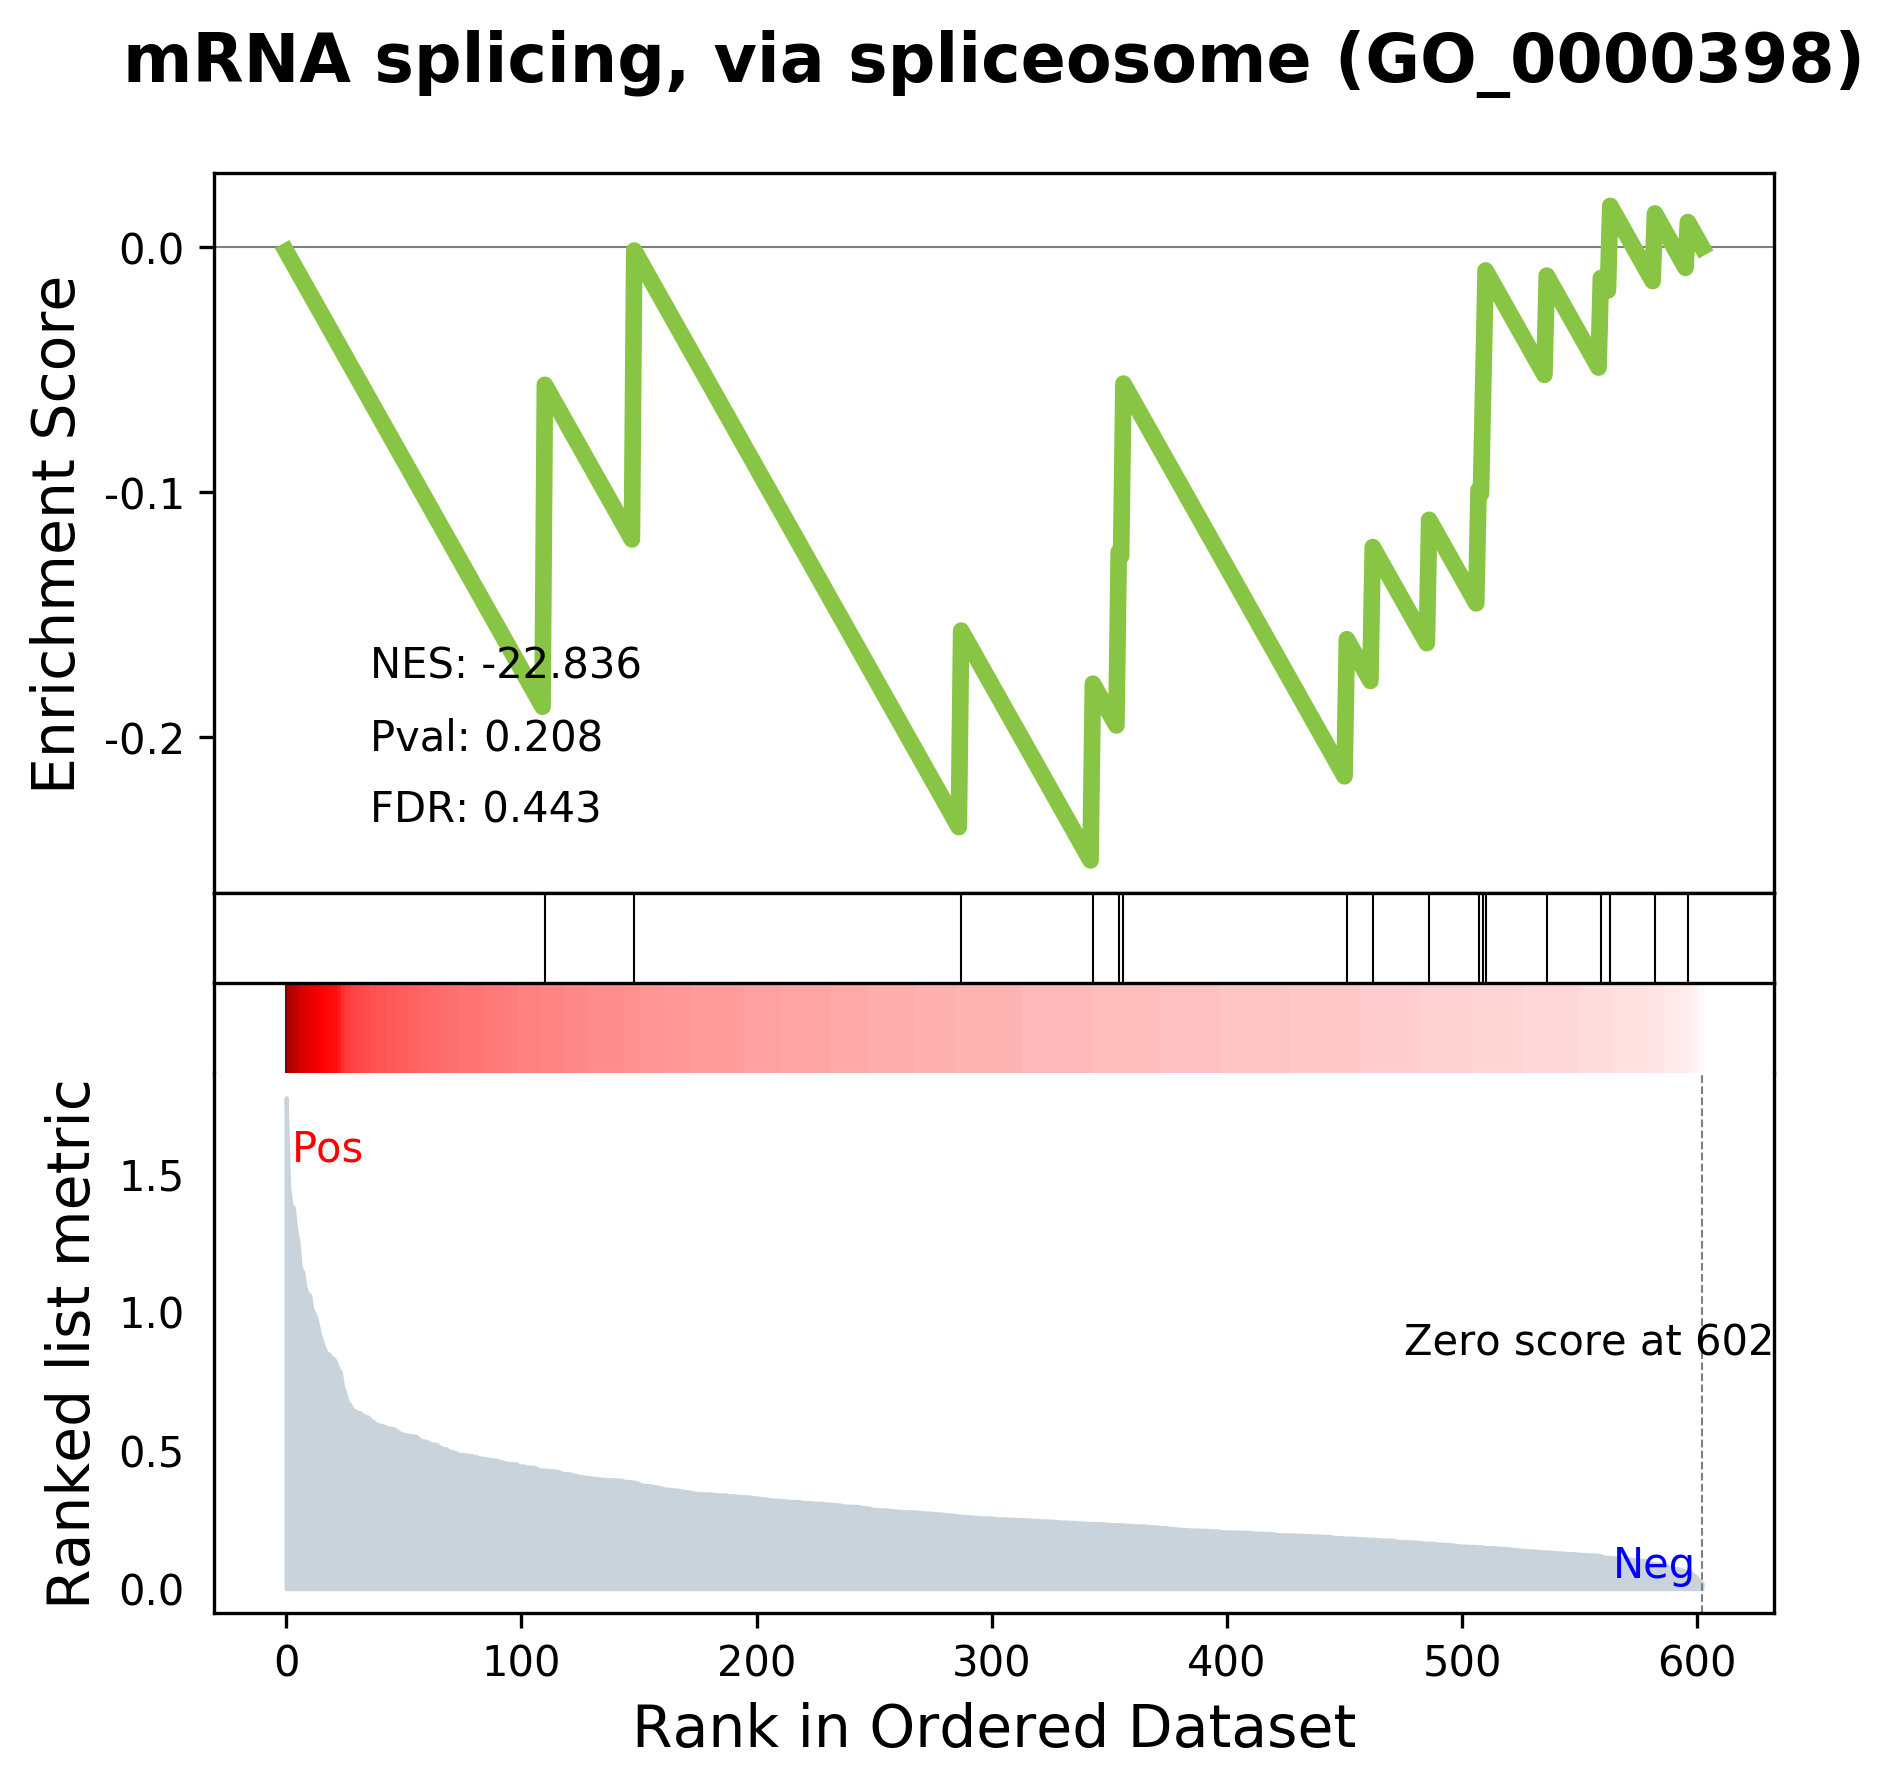 mRNA splicing, via spliceosome (GO_0000398)
Enrichment Score
0.0
-0.1
-0.2
NES: -22.836
Pval: 0.208
FDR: 0.443
Ranked list metric
1.5
1.0
0.5
0.0
Pos
Zero score at 602
Neg
0 100 200 300 400 500 600
Rank in Ordered Dataset